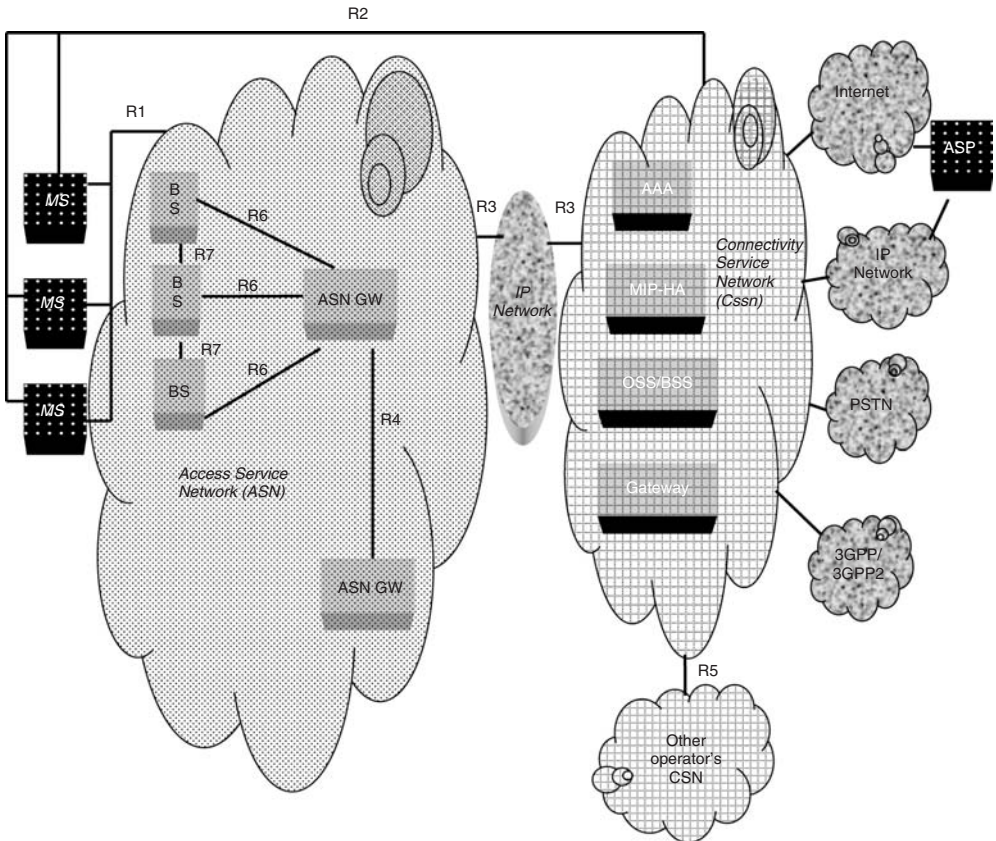 R2
R1
MS
MS
MS
B
S
B
S
BS
R7
R7
R6
R6
R6
ASN GW
R4
Access Service
Network (ASN)
ASN GW
R3
R3
IP
Network
AAA
MIP-HA
OSS/BSS
Gateway
Connectivity
Service
Network
(Cssn)
Internet
ASP
IP
Network
PSTN
3GPP/
3GPP2
R5
Other
operator's
CSN